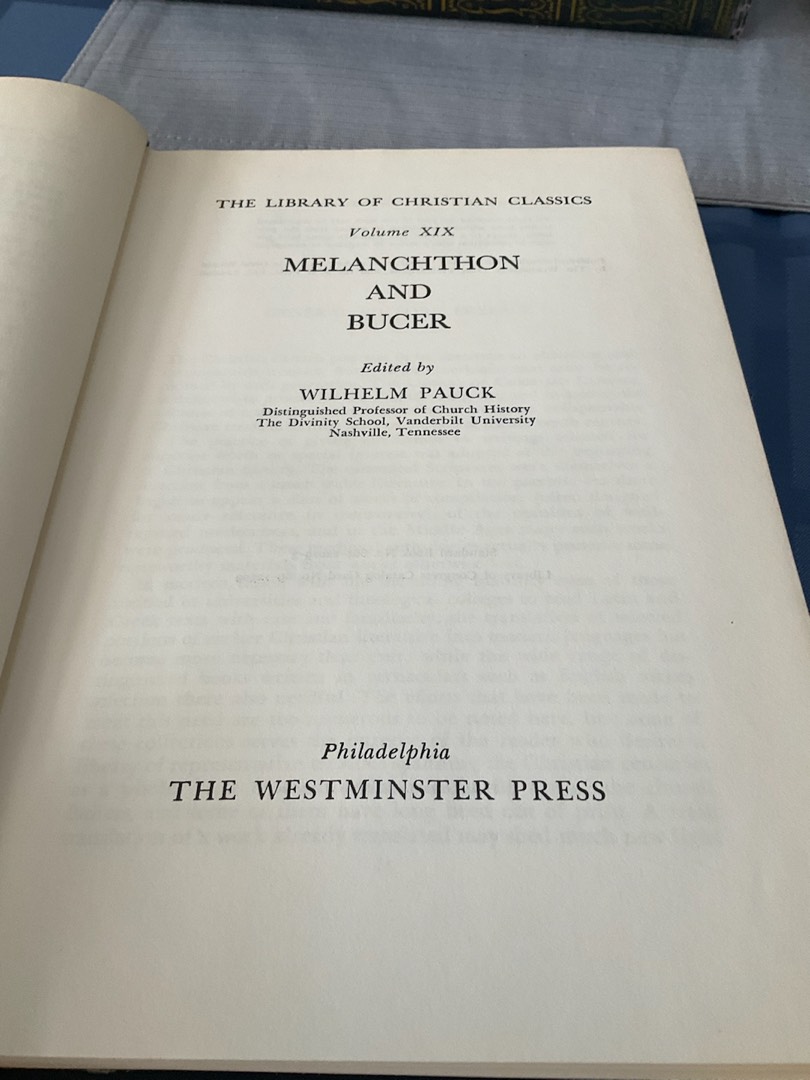 THE LIBRARY OF CHRISTIAN CLASSICS
Volume XIX
MELANCHTHON
AND
BUCER
Edited by
WILHELM PAUCK
Distinguished Professor of Church History
The Divinity School, Vanderbilt University
Nashville, Tennessee
Philadelphia
THE WESTMINSTER PRESS